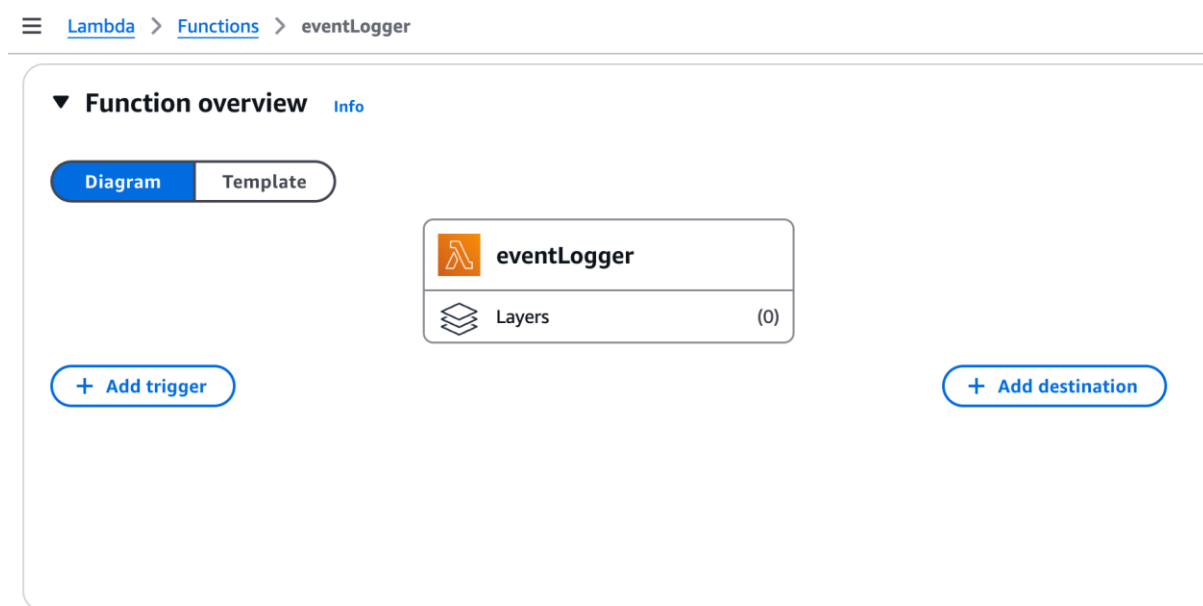 Lambda > Functions > eventLogger
Function overview Info
Diagram Template
eventLogger
Layers (0)
+ Add trigger
+ Add destination